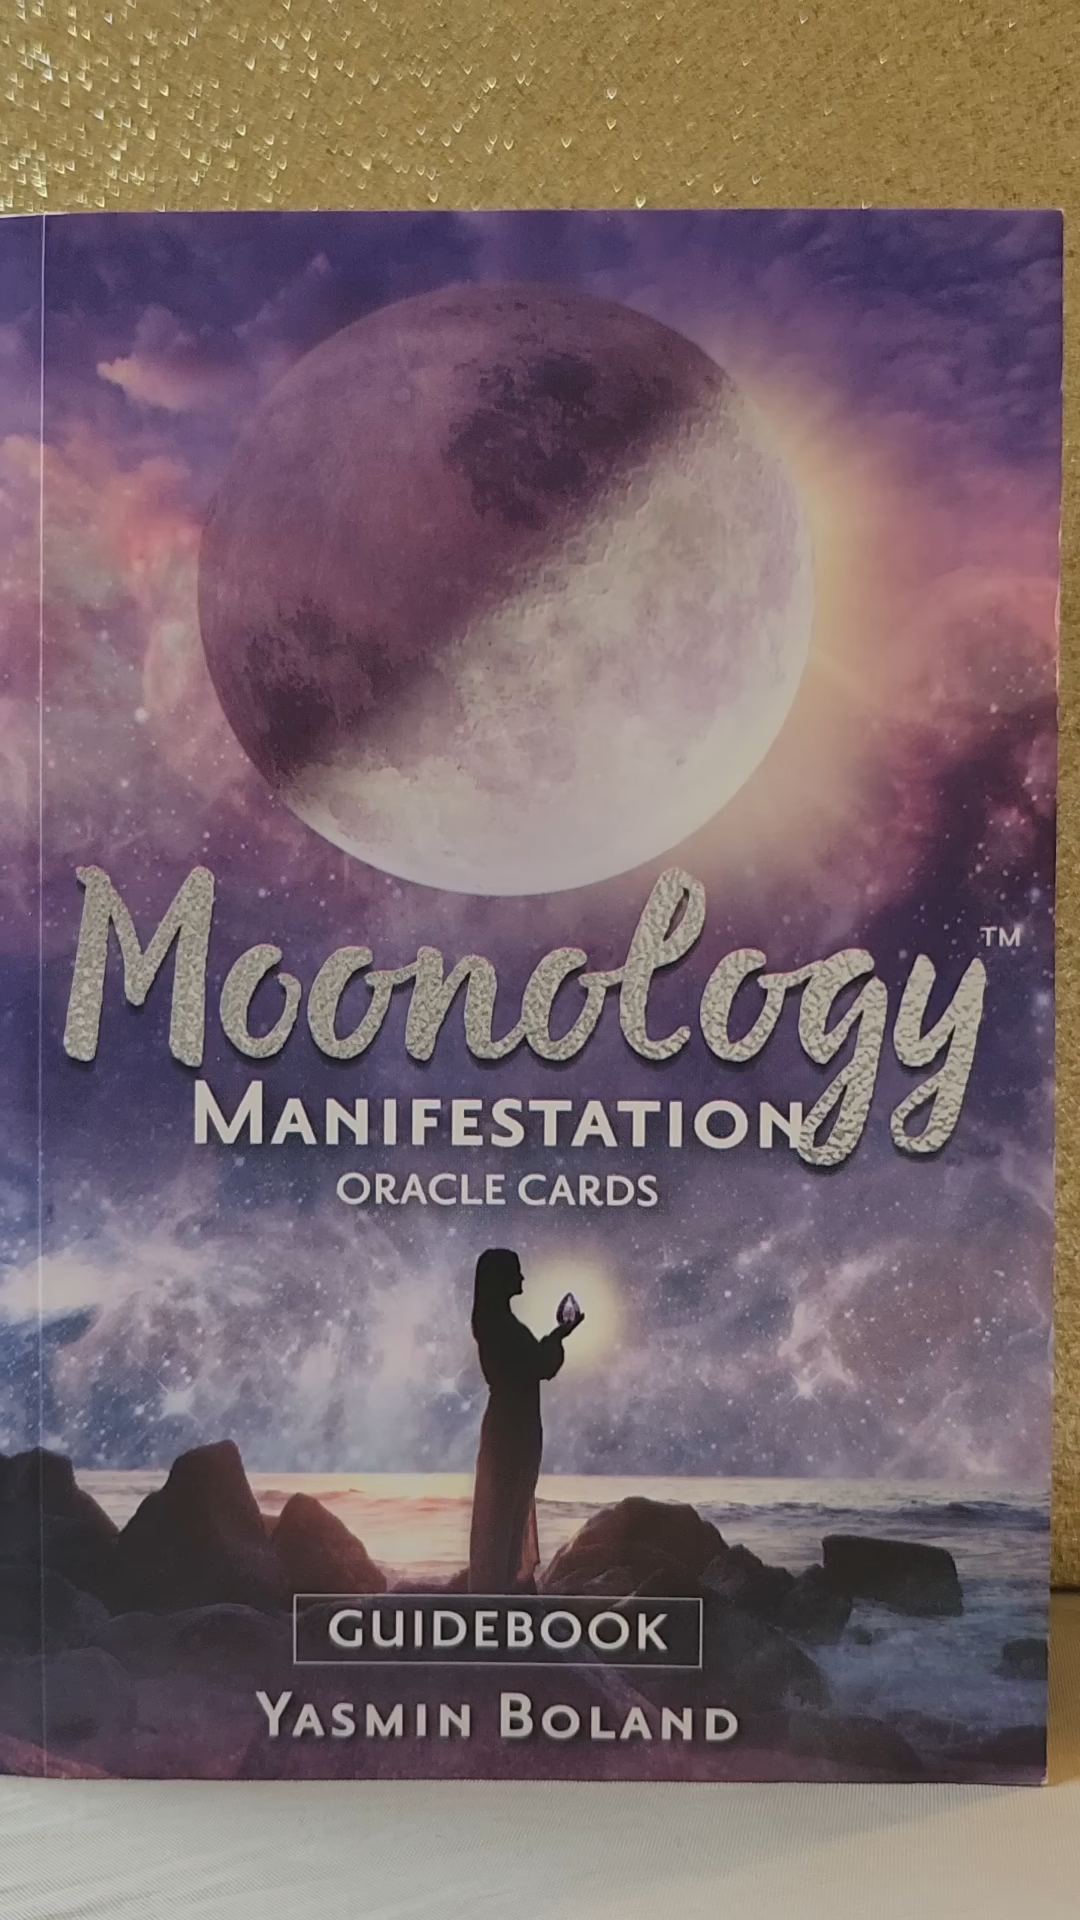 Moonology™
MANIFESTATION
ORACLE CARDS
GUIDEBOOK
YASMIN BOLAND